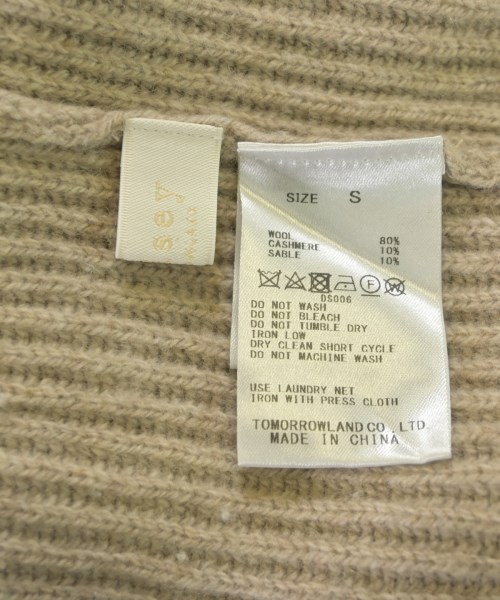 sey
SIZE S
WOOL 80%
CASHMERE 10%
SABLE 10%
DS006
DO NOT WASH
DO NOT BLEACH
DO NOT TUMBLE DRY
IRON LOW
DRY CLEAN SHORT CYCLE
DO NOT MACHINE WASH
USE LAUNDRY NET
IRON WITH PRESS CLOTH
TOMORROWLAND CO., LTD.
MADE IN CHINA